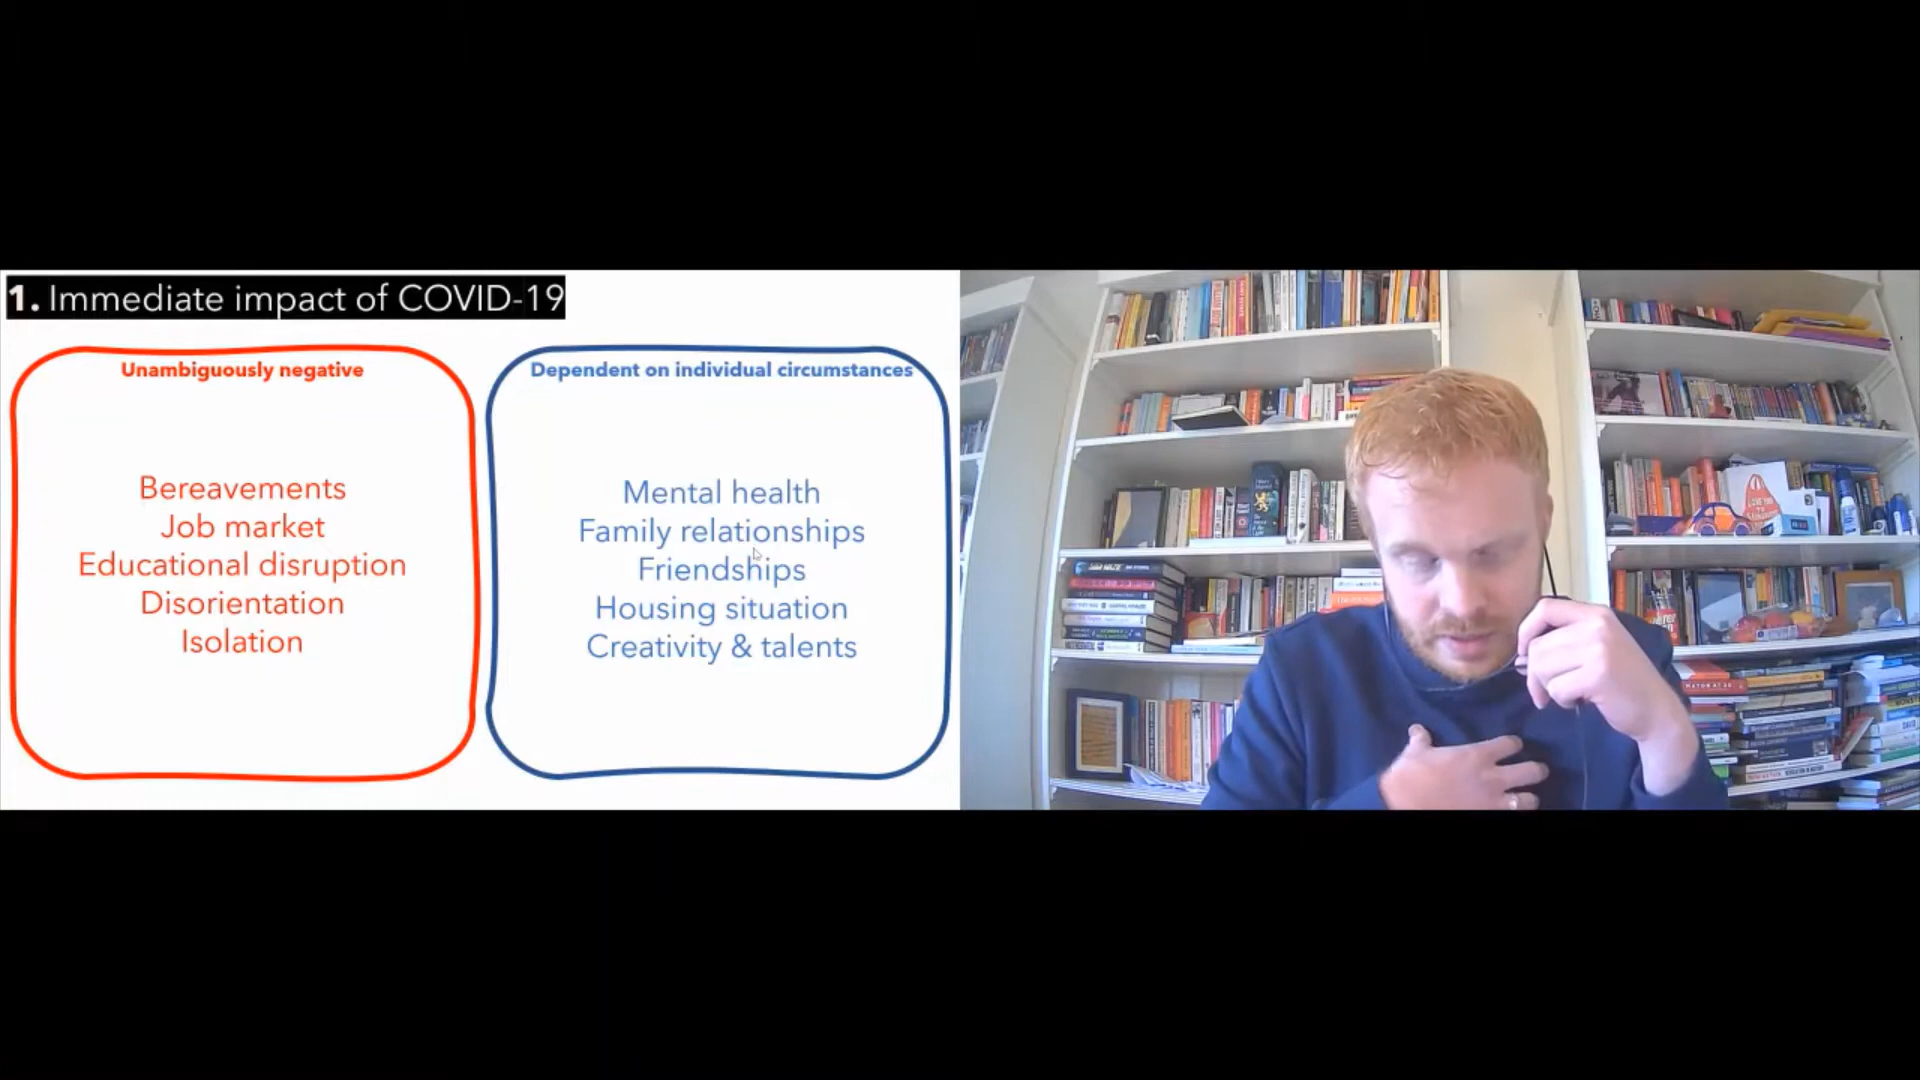 1. Immediate impact of COVID-19
Unambiguously negative
Bereavements
Job market
Educational disruption
Disorientation
Isolation
Dependent on individual circumstances
Mental health
Family relationships
Friendships
Housing situation
Creativity & talents